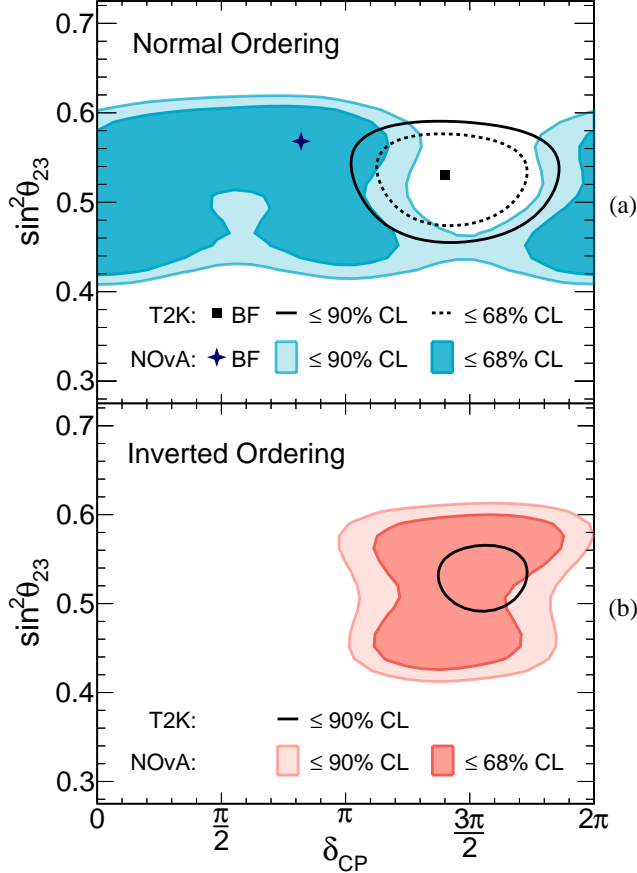 0.7
Normal Ordering
0.6
0.5
0.4
0.3
sin²θ₂₃
(a)
T2K: BF ≤ 90% CL ≤ 68% CL
NOvA: BF ≤ 90% CL ≤ 68% CL
0.7
Inverted Ordering
0.6
0.5
0.4
0.3
sin²θ₂₃
(b)
T2K: ≤ 90% CL
NOvA: ≤ 90% CL ≤ 68% CL
0 π/2 π 3π/2 2π
δCP